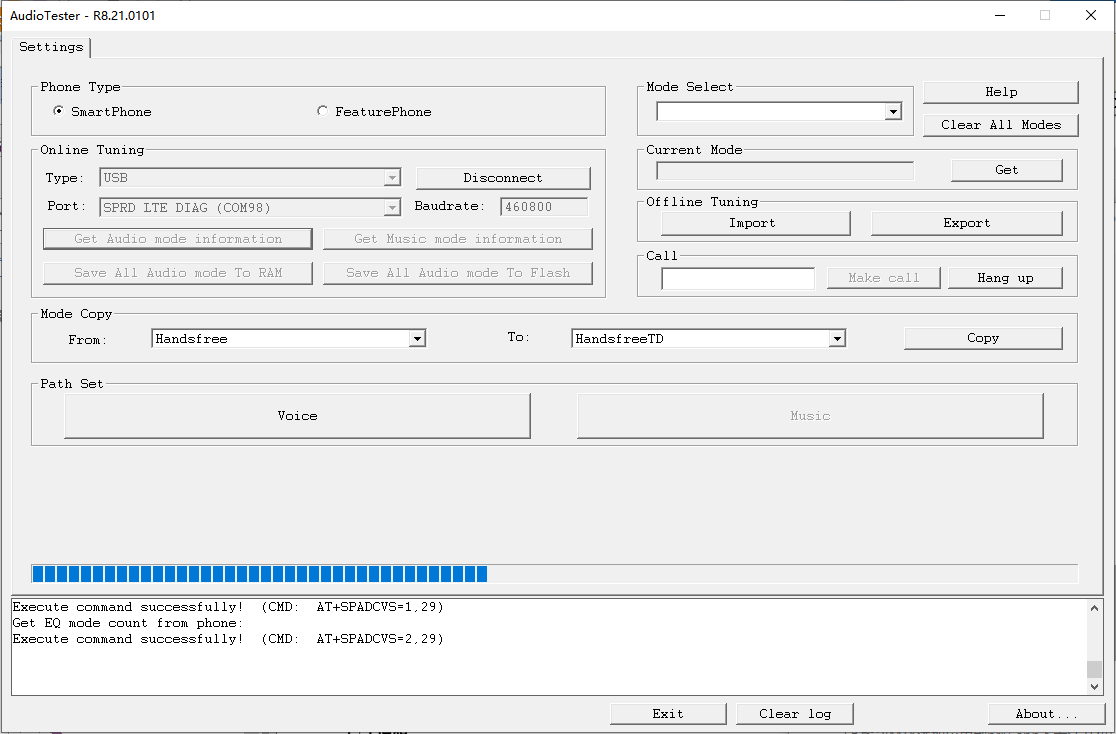 AudioTester - R8.21.0101
Settings
Phone Type
SmartPhone
FeaturePhone
Mode Select
Help
Clear All Modes
Online Tuning
Type:
USB
Disconnect
Port:
SPRD LTE DIAG (COM98)
Baudrate:
460800
Get Audio mode information
Get Music mode information
Save All Audio mode To RAM
Save All Audio mode To Flash
Current Mode
Get
Offline Tuning
Import
Export
Call
Make call
Hang up
Mode Copy
From:
Handsfree
To:
HandsfreeTD
Copy
Path Set
Voice
Music
Execute command successfully! (CMD: AT+SPADCVS=1,29)
Get EQ mode count from phone:
Execute command successfully! (CMD: AT+SPADCVS=2,29)
Exit
Clear log
About...